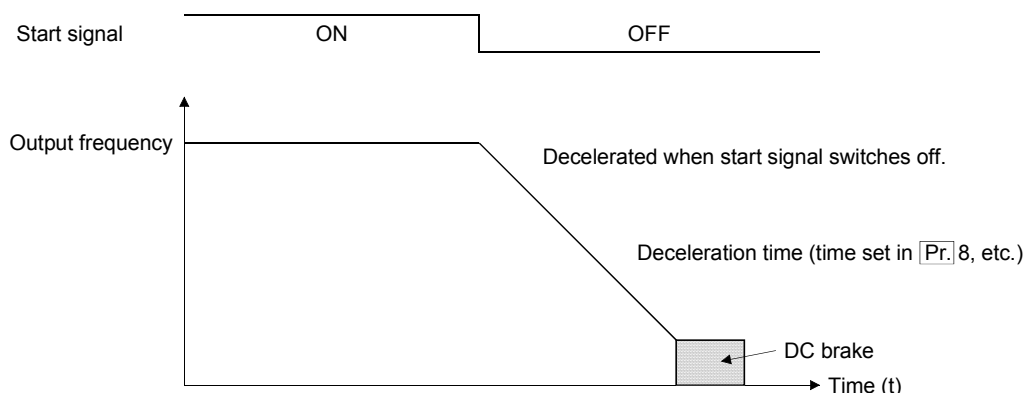 Start signal
ON
OFF
Output frequency
Decelerated when start signal switches off.
Deceleration time (time set in Pr. 8, etc.)
DC brake
Time (t)